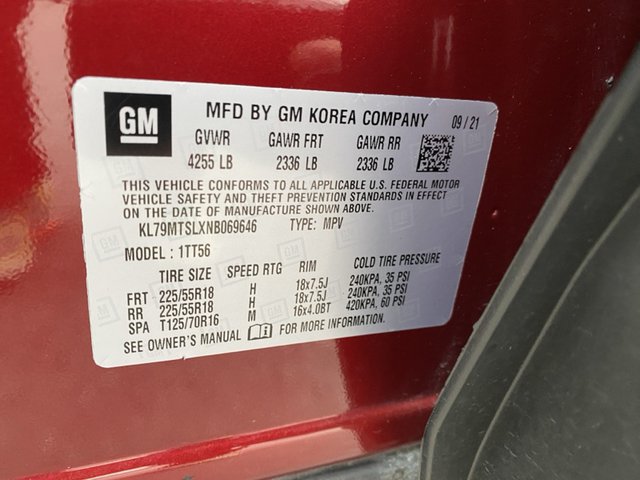 GM MFD BY GM KOREA COMPANY 09/21
GVWR GAWR FRT GAWR RR
4255 LB 2336 LB 2336 LB
THIS VEHICLE CONFORMS TO ALL APPLICABLE U.S. FEDERAL MOTOR
VEHICLE SAFETY AND THEFT PREVENTION STANDARDS IN EFFECT
ON THE DATE OF MANUFACTURE SHOWN ABOVE.
KL79MTSLXNB069646 TYPE: MPV
MODEL : 1TT56
TIRE SIZE SPEED RTG RIM COLD TIRE PRESSURE
FRT 225/55R18 H 18x7.5J 240KPA, 35 PSI
RR 225/55R18 H 18x7.5J 240KPA, 35 PSI
SPA T125/70R16 M 16x4.0BT 420KPA, 60 PSI
SEE OWNER'S MANUAL FOR MORE INFORMATION.